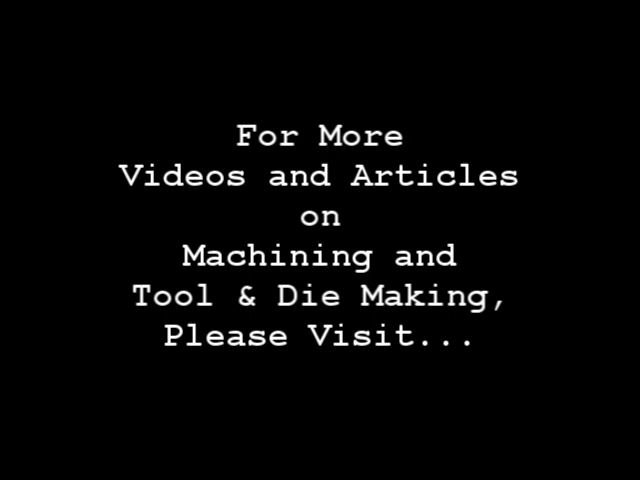 For More
Videos and Articles
on
Machining and
Tool & Die Making,
Please Visit...